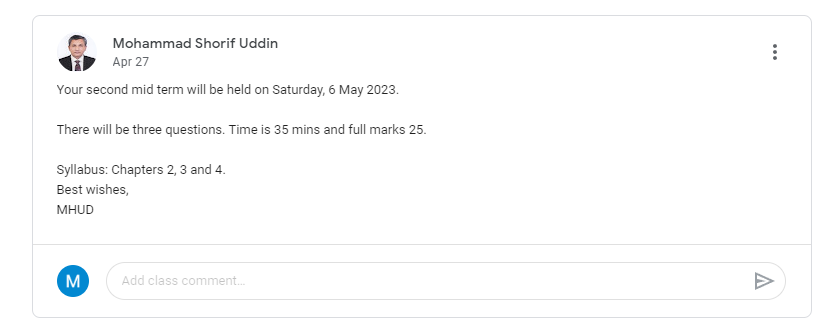 Mohammad Shorif Uddin
Apr 27
Your second mid term will be held on Saturday, 6 May 2023.
There will be three questions. Time is 35 mins and full marks 25.
Syllabus: Chapters 2, 3 and 4.
Best wishes,
MHUD
M
Add class comment...